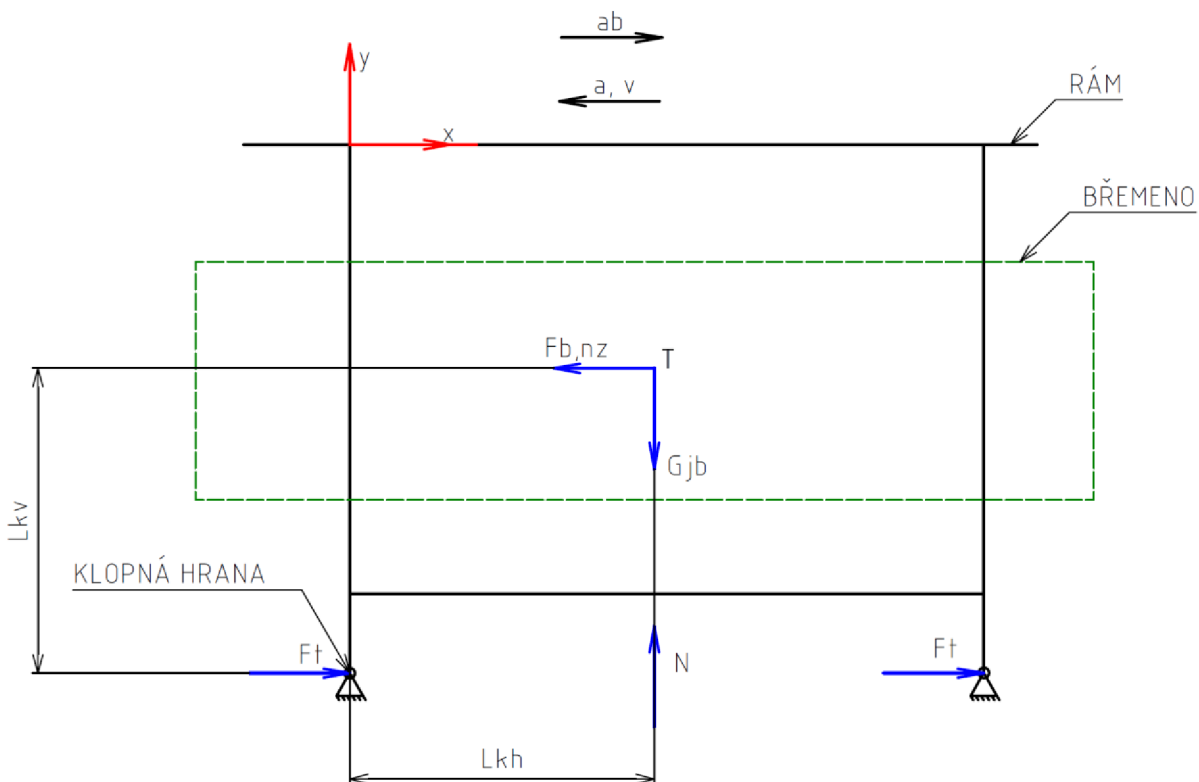 ab
y
a, v
RÁM
x
BŘEMENO
Fb,nz
T
Gjb
Lkv
KLOPNÁ HRANA
Ft
N
Ft
Lkh